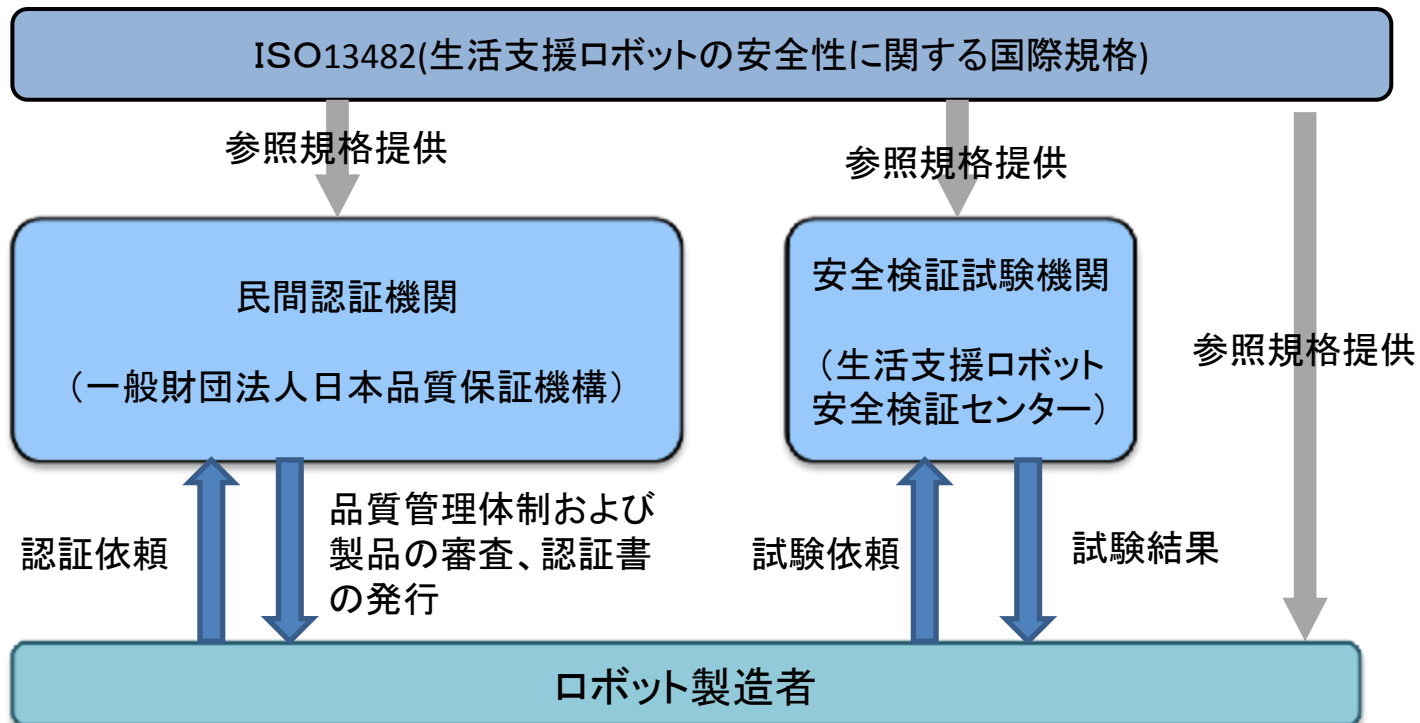 ISO13482(生活支援ロボットの安全性に関する国際規格)
参照規格提供
参照規格提供
民間認証機関
（一般財団法人日本品質保証機構）
安全検証試験機関
（生活支援ロボット
安全検証センター）
参照規格提供
認証依頼
品質管理体制および
製品の審査、認証書
の発行
試験依頼
試験結果
ロボット製造者